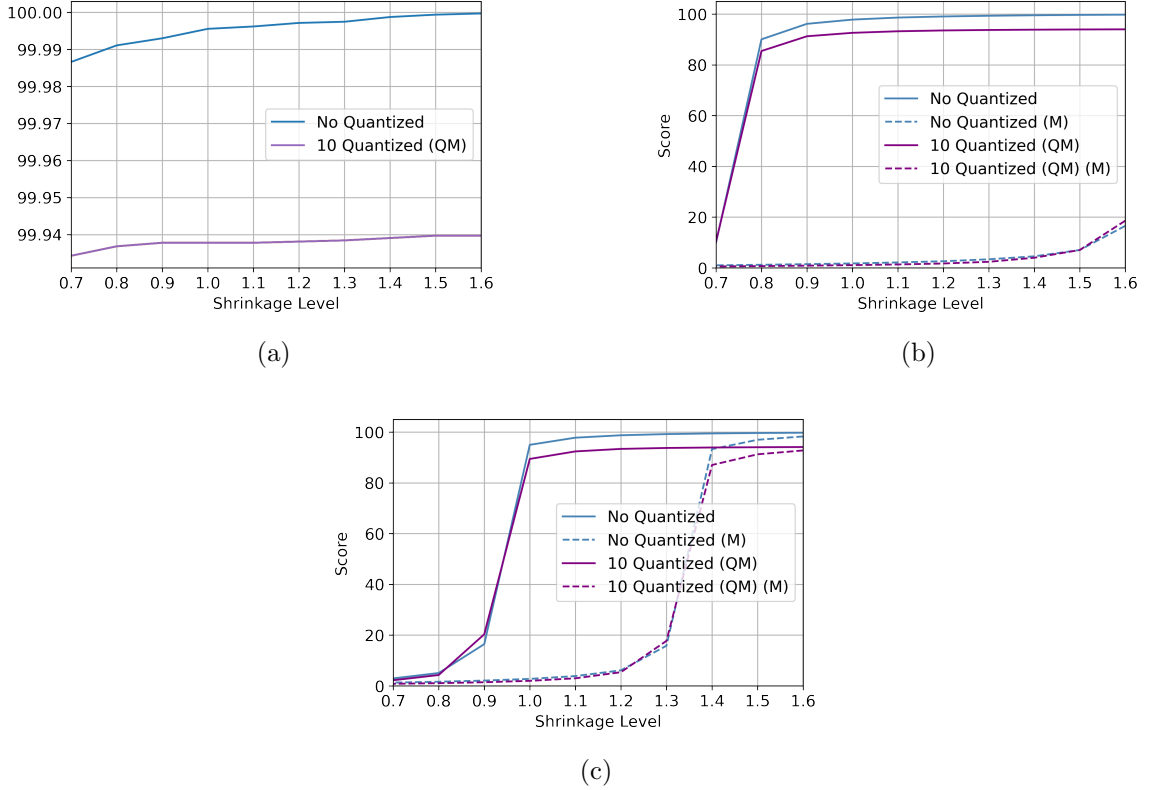 100.00
99.99
99.98
99.97
99.96
99.95
99.94
No Quantized
10 Quantized (QM)
0.7 0.8 0.9 1.0 1.1 1.2 1.3 1.4 1.5 1.6
Shrinkage Level
(a)
100
80
60
40
20
0
Score
No Quantized
No Quantized (M)
10 Quantized (QM)
10 Quantized (QM) (M)
0.7 0.8 0.9 1.0 1.1 1.2 1.3 1.4 1.5 1.6
Shrinkage Level
(b)
100
80
60
40
20
0
Score
No Quantized
No Quantized (M)
10 Quantized (QM)
10 Quantized (QM) (M)
0.7 0.8 0.9 1.0 1.1 1.2 1.3 1.4 1.5 1.6
Shrinkage Level
(c)